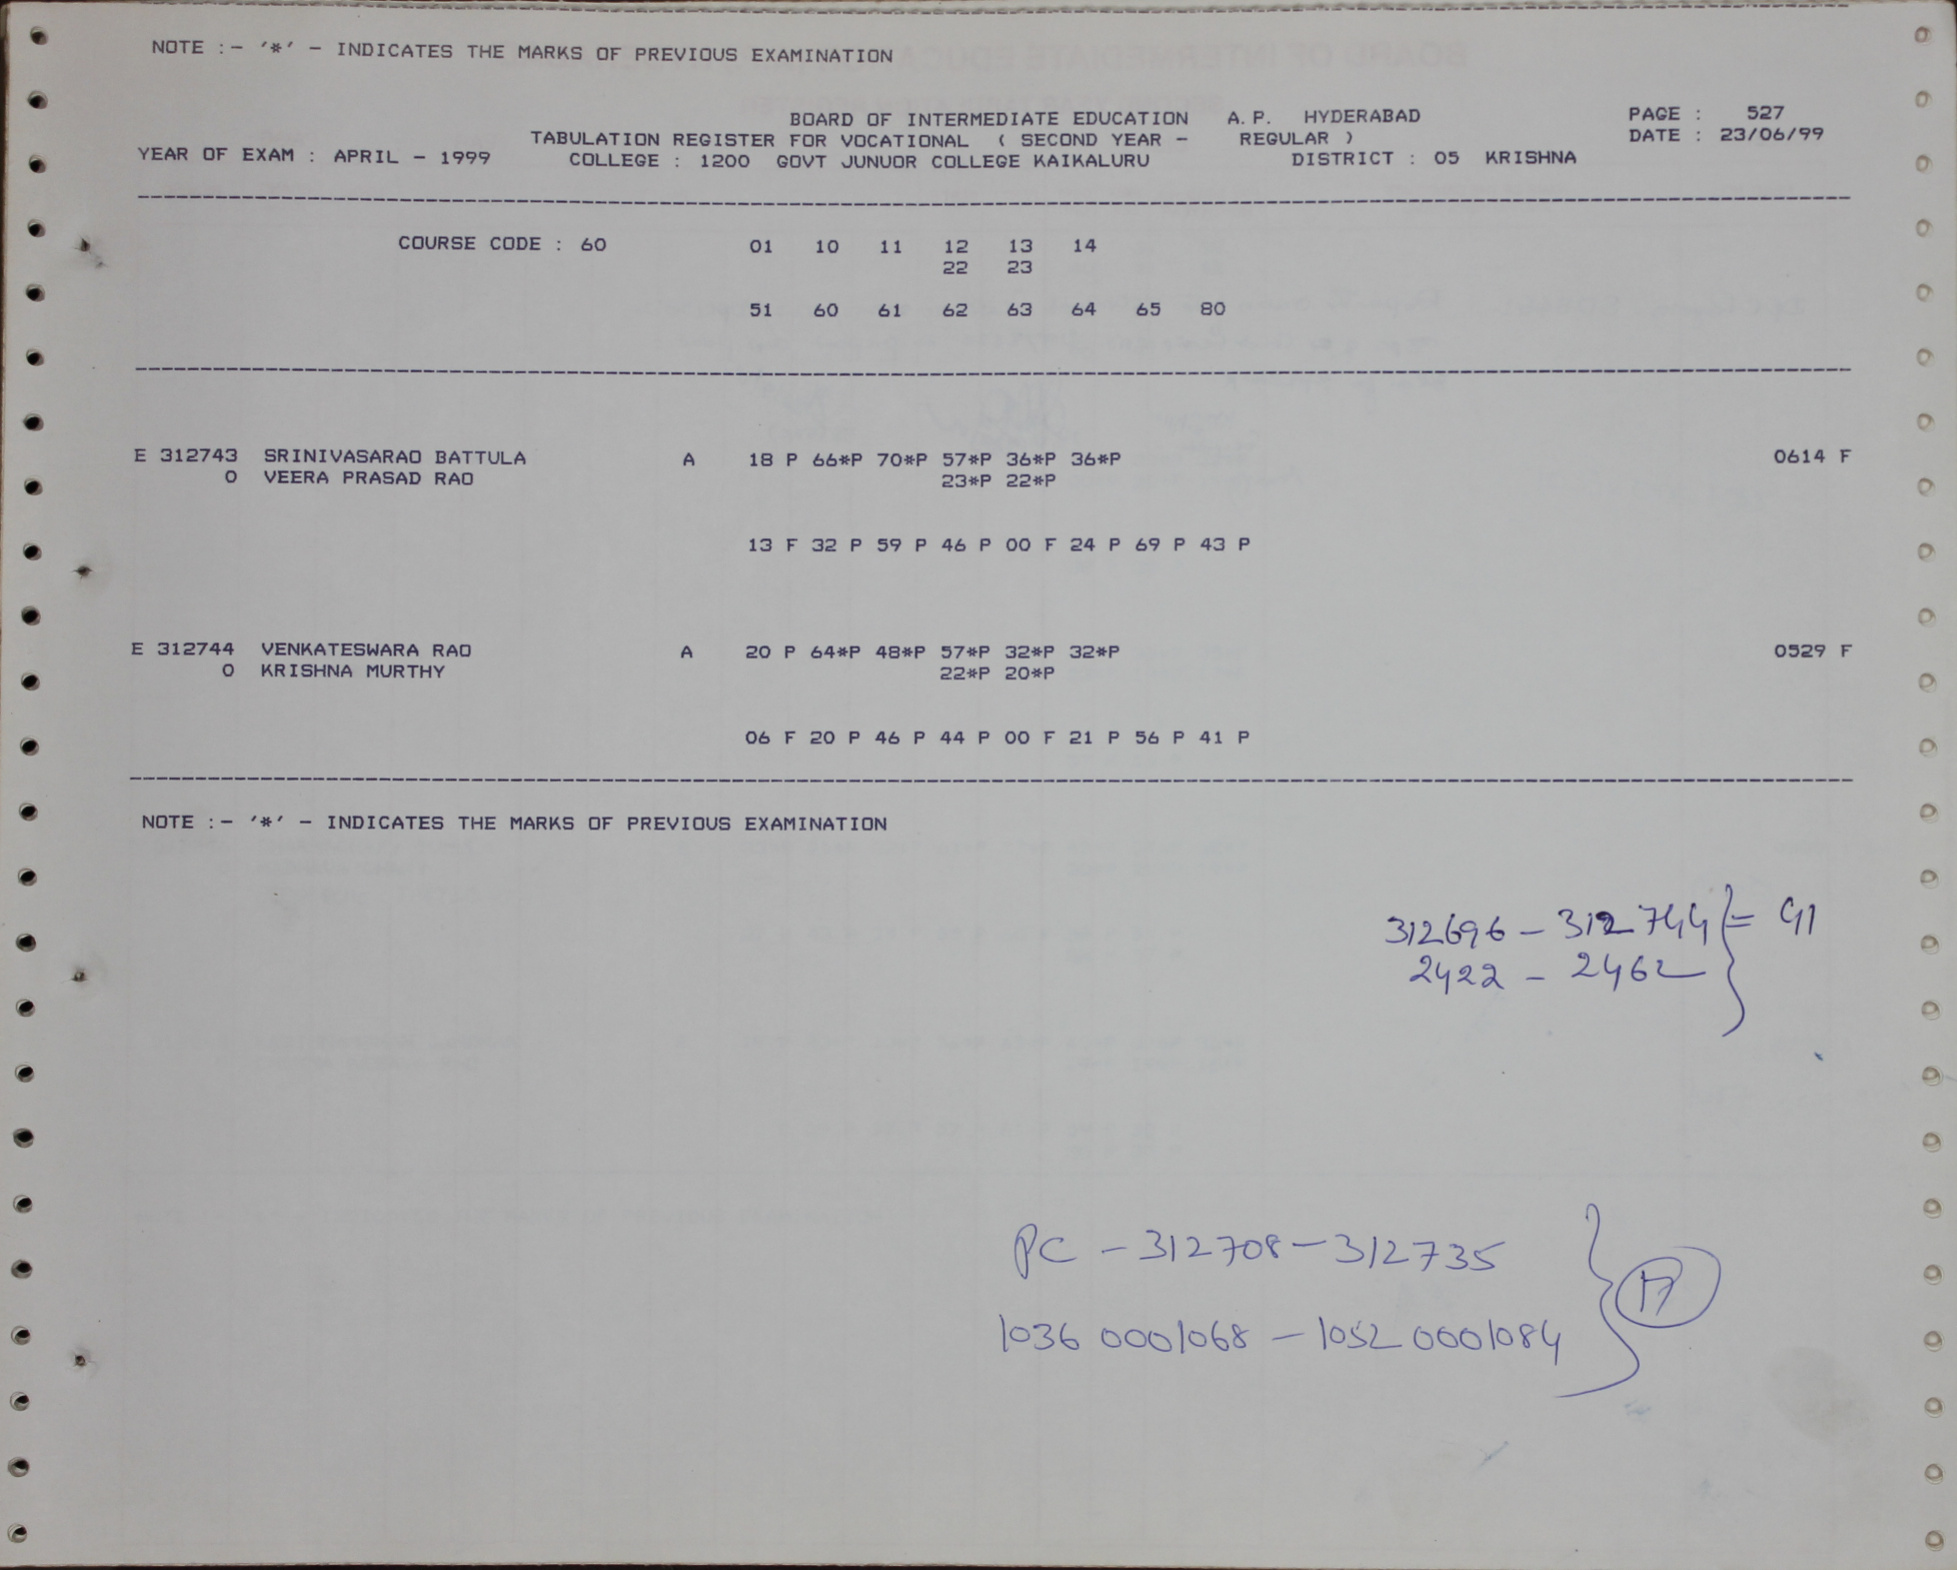 NOTE :- '*' - INDICATES THE MARKS OF PREVIOUS EXAMINATION
BOARD OF INTERMEDIATE EDUCATION A.P. HYDERABAD PAGE : 527
TABULATION REGISTER FOR VOCATIONAL ( SECOND YEAR - REGULAR ) DATE : 23/06/99
YEAR OF EXAM : APRIL - 1999 COLLEGE : 1200 GOVT JUNUOR COLLEGE KAIKALURU DISTRICT : 05 KRISHNA
COURSE CODE : 60 01 10 11 12 13 14
22 23
51 60 61 62 63 64 65 80
E 312743 SRINIVASARAO BATTULA A 18 P 66*P 70*P 57*P 36*P 36*P 0614 F
0 VEERA PRASAD RAO 23*P 22*P
13 F 32 P 59 P 46 P 00 F 24 P 69 P 43 P
E 312744 VENKATESWARA RAO A 20 P 64*P 48*P 57*P 32*P 32*P 0529 F
0 KRISHNA MURTHY 22*P 20*P
06 F 20 P 46 P 44 P 00 F 21 P 56 P 41 P
NOTE :- '*' - INDICATES THE MARKS OF PREVIOUS EXAMINATION
312696 - 312744 } = 41
2422 - 2462
PC - 312708 - 312735 } 17
1036 0001068 - 1052 0001084